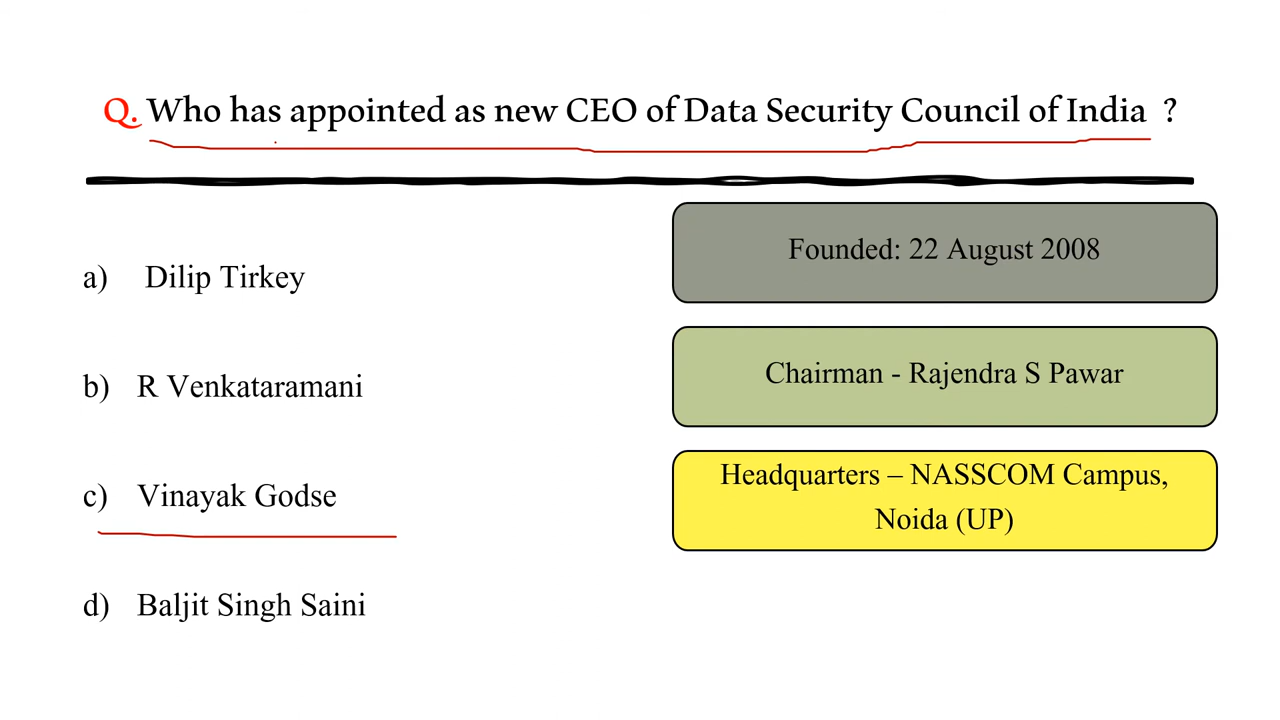 Q. Who has appointed as new CEO of Data Security Council of India ?
a) Dilip Tirkey
b) R Venkataramani
c) Vinayak Godse
d) Baljit Singh Saini
Founded: 22 August 2008
Chairman - Rajendra S Pawar
Headquarters – NASSCOM Campus,
Noida (UP)